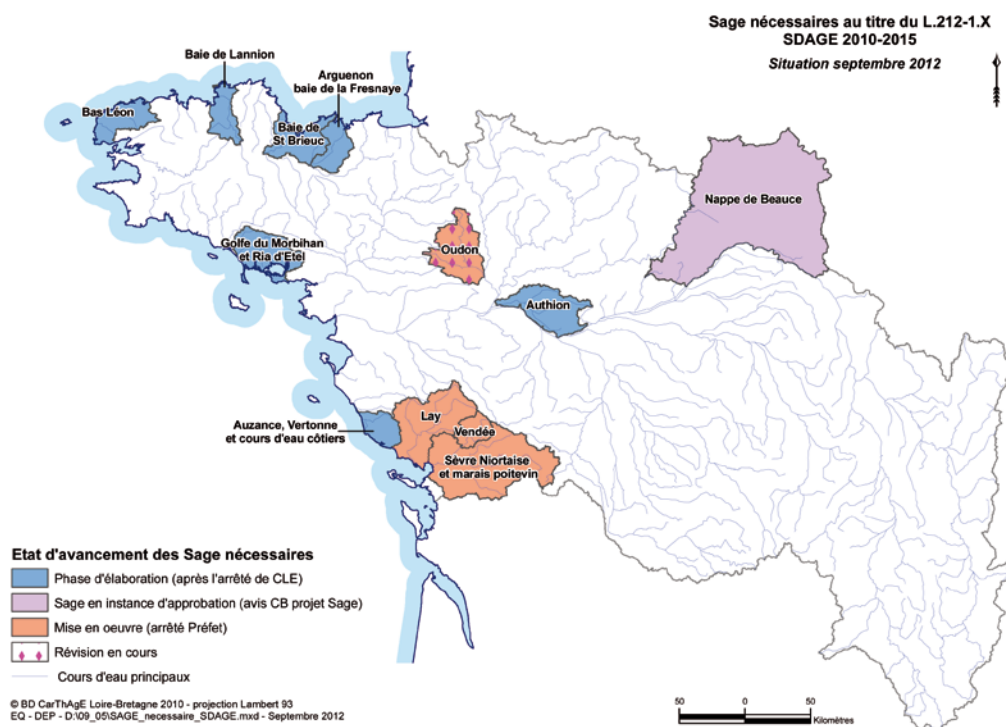 Sage nécessaires au titre du L.212-1.X
SDAGE 2010-2015
Situation septembre 2012
Baie de Lannion
Arguenon
baie de la Fresnaye
Bas Léon
Baie de
St Brieuc
Nappe de Beauce
Golfe du Morbihan
et Ria d'Etel
Oudon
Authion
Auzance, Vertonne
et cours d'eau côtiers
Lay
Vendée
Sèvre Niortaise
et marais poitevin
Etat d'avancement des Sage nécessaires
Phase d'élaboration (après l'arrêté de CLE)
Sage en instance d'approbation (avis CB projet Sage)
Mise en oeuvre (arrêté Préfet)
Révision en cours
Cours d'eau principaux
© BD CarThAgE Loire-Bretagne 2010 - projection Lambert 93
EQ - DEP - D:\09_05\SAGE_necessaire_SDAGE.mxd - Septembre 2012
50 0 50
Kilomètres